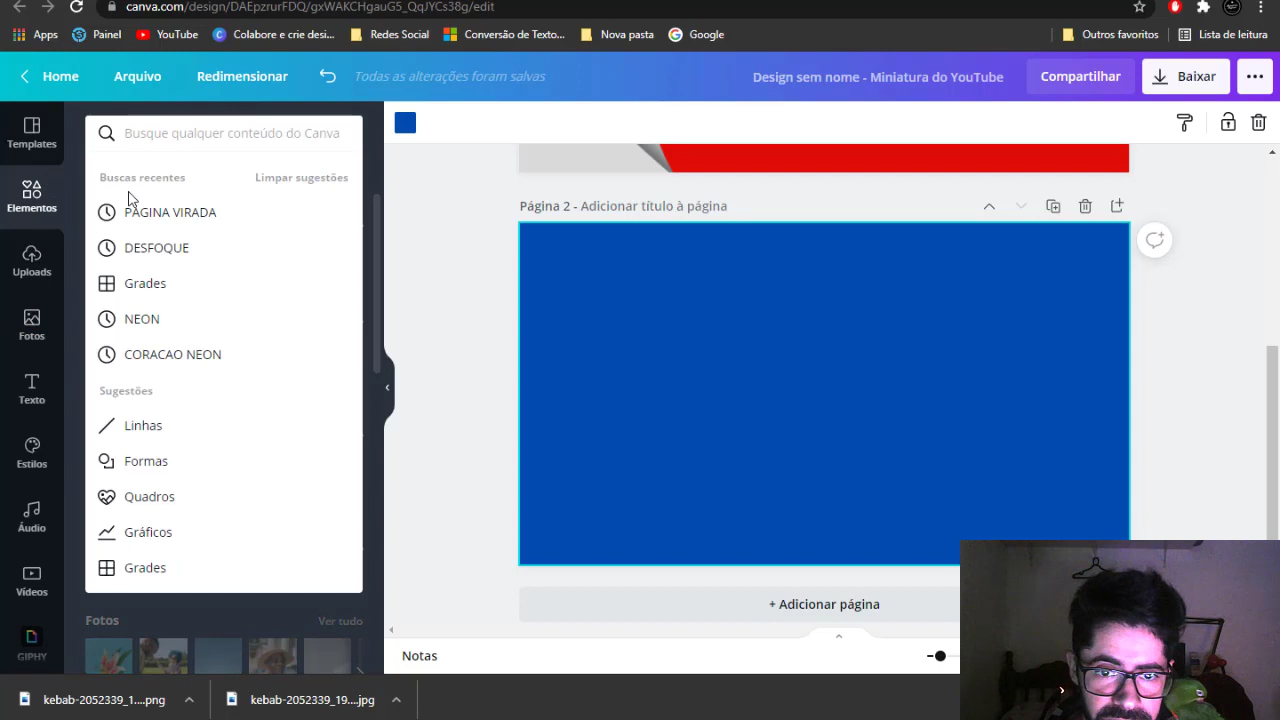 canva.com/design/DAEpzrurFDQ/gxWAKCHgauG5_QqJYCs38g/edit
Apps Painel YouTube Colabore e crie desi... Redes Social Conversão de Texto... Nova pasta Google Outros favoritos Lista de leitura
Home Arquivo Redimensionar Todas as alterações foram salvas Design sem nome - Miniatura do YouTube Compartilhar Baixar
Templates
Elementos
Uploads
Fotos
Texto
Estilos
Áudio
Vídeos
GIPHY
Busque qualquer conteúdo do Canva
Buscas recentes Limpar sugestões
PAGINA VIRADA
DESFOQUE
Grades
NEON
CORACAO NEON
Sugestões
Linhas
Formas
Quadros
Gráficos
Grades
Fotos Ver tudo
Página 2 - Adicionar título à página
+ Adicionar página
Notas
kebab-2052339_1....png kebab-2052339_19....jpg